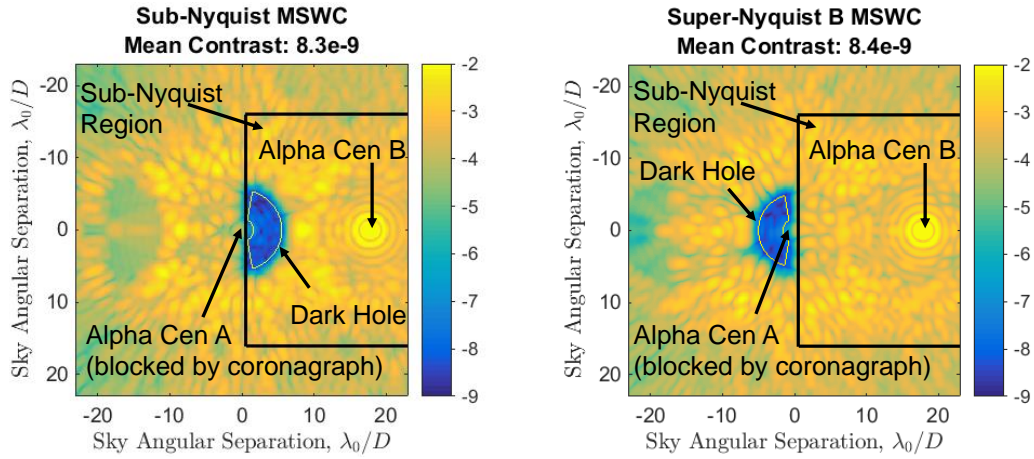 Sub-Nyquist MSWC
Mean Contrast: 8.3e-9
Sky Angular Separation, λ₀/D
-20
-10
0
10
20
Sub-Nyquist
Region
Alpha Cen B
Dark Hole
Alpha Cen A
(blocked by coronagraph)
-20 -10 0 10 20
Sky Angular Separation, λ₀/D
-2
-3
-4
-5
-6
-7
-8
-9
Super-Nyquist B MSWC
Mean Contrast: 8.4e-9
Sky Angular Separation, λ₀/D
-20
-10
0
10
20
Sub-Nyquist
Region
Alpha Cen B
Dark Hole
Alpha Cen A
(blocked by coronagraph)
-20 -10 0 10 20
Sky Angular Separation, λ₀/D
-2
-3
-4
-5
-6
-7
-8
-9